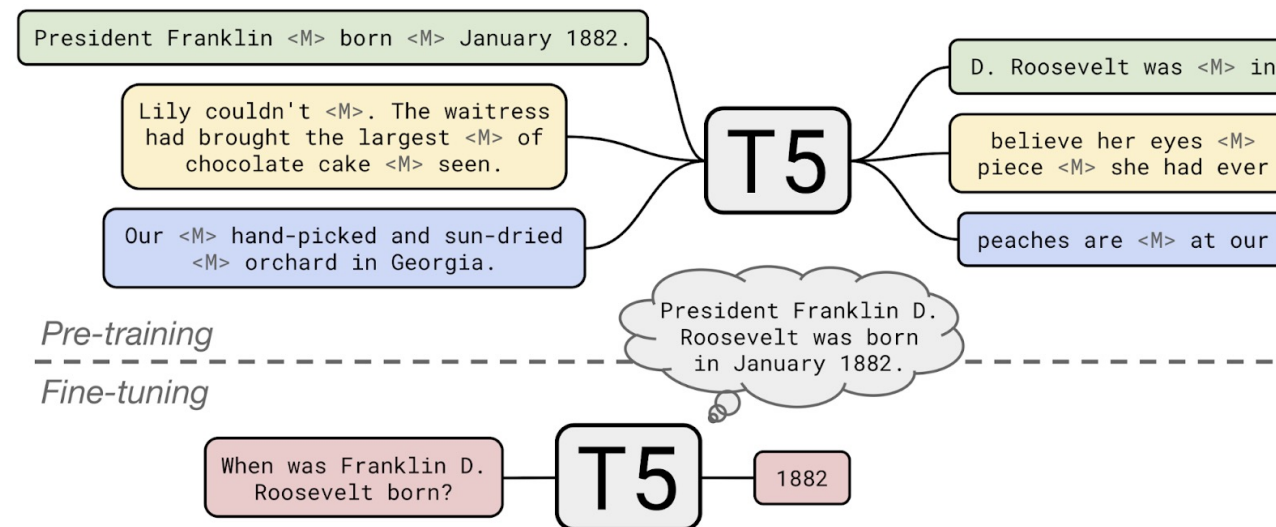 President Franklin <M> born <M> January 1882.
D. Roosevelt was <M> in
Lily couldn't <M>. The waitress
had brought the largest <M> of
chocolate cake <M> seen.
T5
believe her eyes <M>
piece <M> she had ever
Our <M> hand-picked and sun-dried
<M> orchard in Georgia.
peaches are <M> at our
President Franklin D.
Roosevelt was born
in January 1882.
Pre-training
Fine-tuning
When was Franklin D.
Roosevelt born?
T5
1882